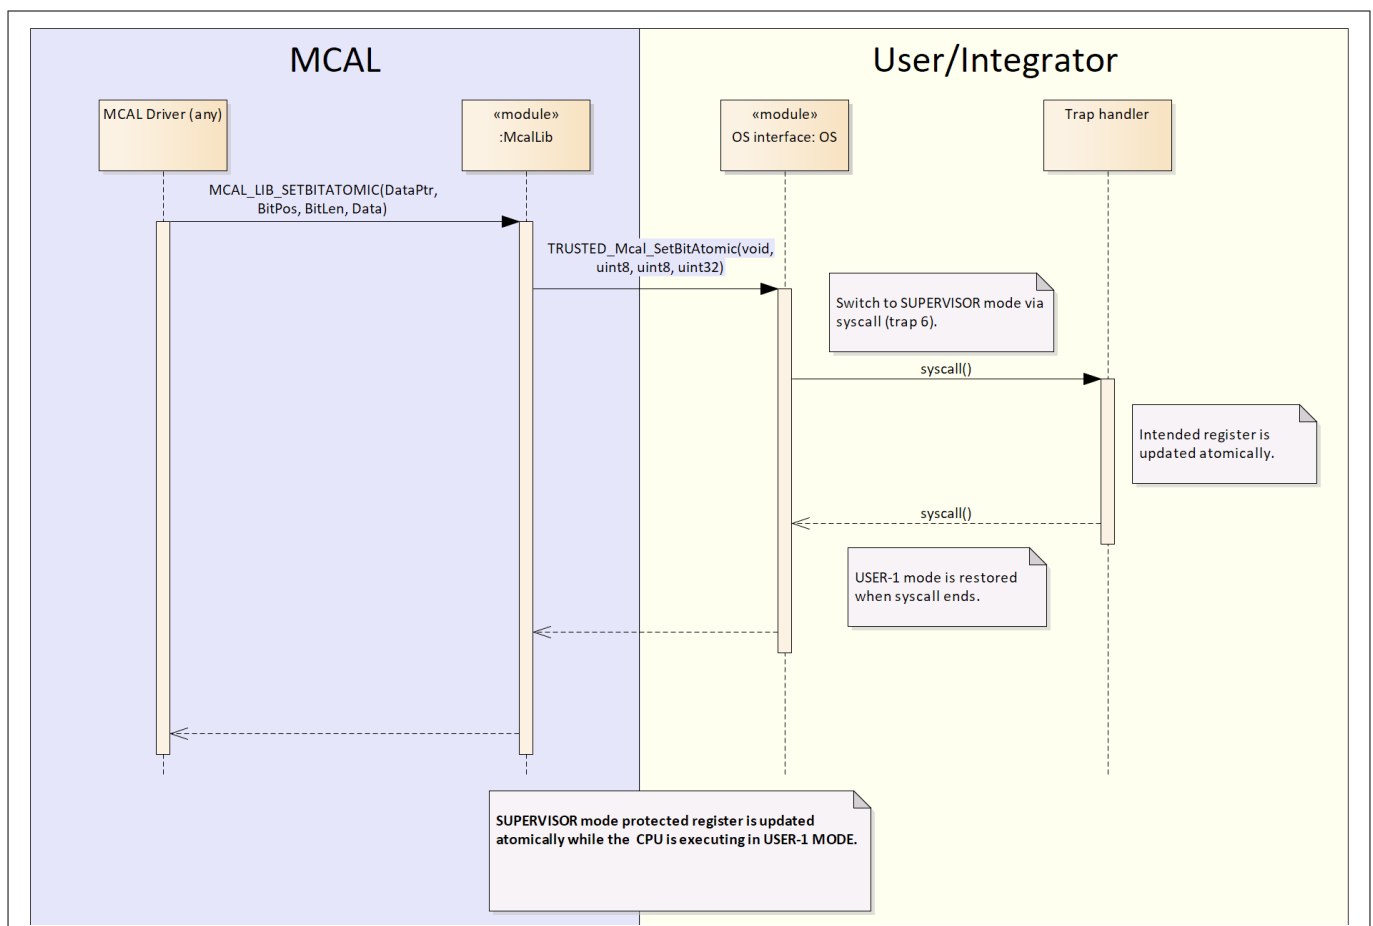 MCAL
User/Integrator
MCAL Driver (any)
«module»
:McalLib
«module»
OS interface: OS
Trap handler
MCAL_LIB_SETBITATOMIC(DataPtr,
BitPos, BitLen, Data)
TRUSTED_Mcal_SetBitAtomic(void,
uint8, uint8, uint32)
Switch to SUPERVISOR mode via
syscall (trap 6).
syscall()
Intended register is
updated atomically.
syscall()
USER-1 mode is restored
when syscall ends.
SUPERVISOR mode protected register is updated
atomically while the CPU is executing in USER-1 MODE.